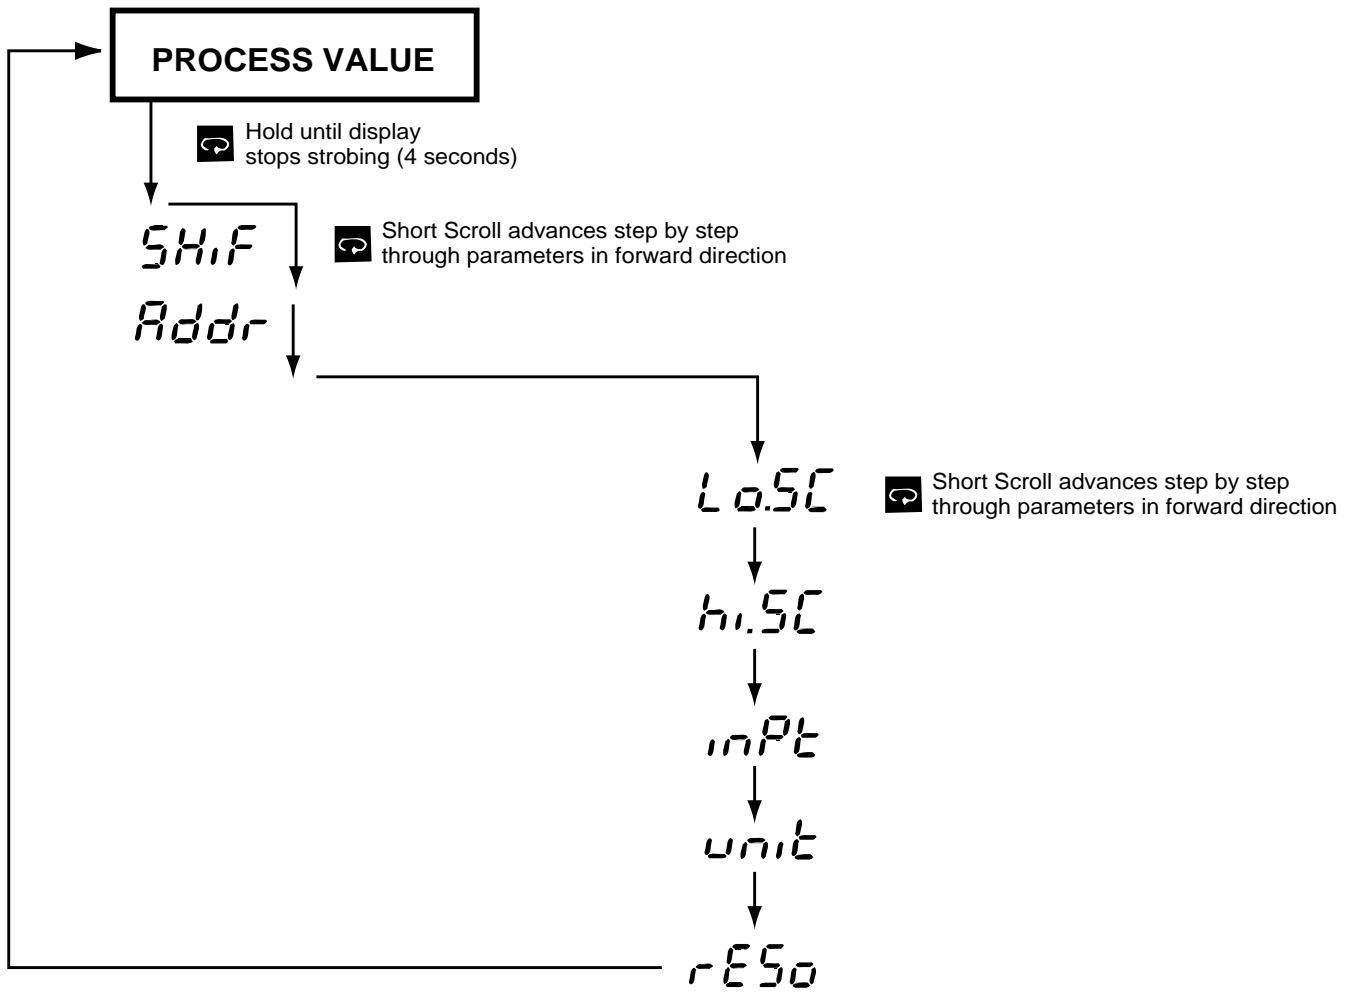 PROCESS VALUE
Hold until display
stops strobing (4 seconds)
SHiF
Short Scroll advances step by step
through parameters in forward direction
Addr
Lo.SC
Short Scroll advances step by step
through parameters in forward direction
hi.SC
inPt
unit
rESo